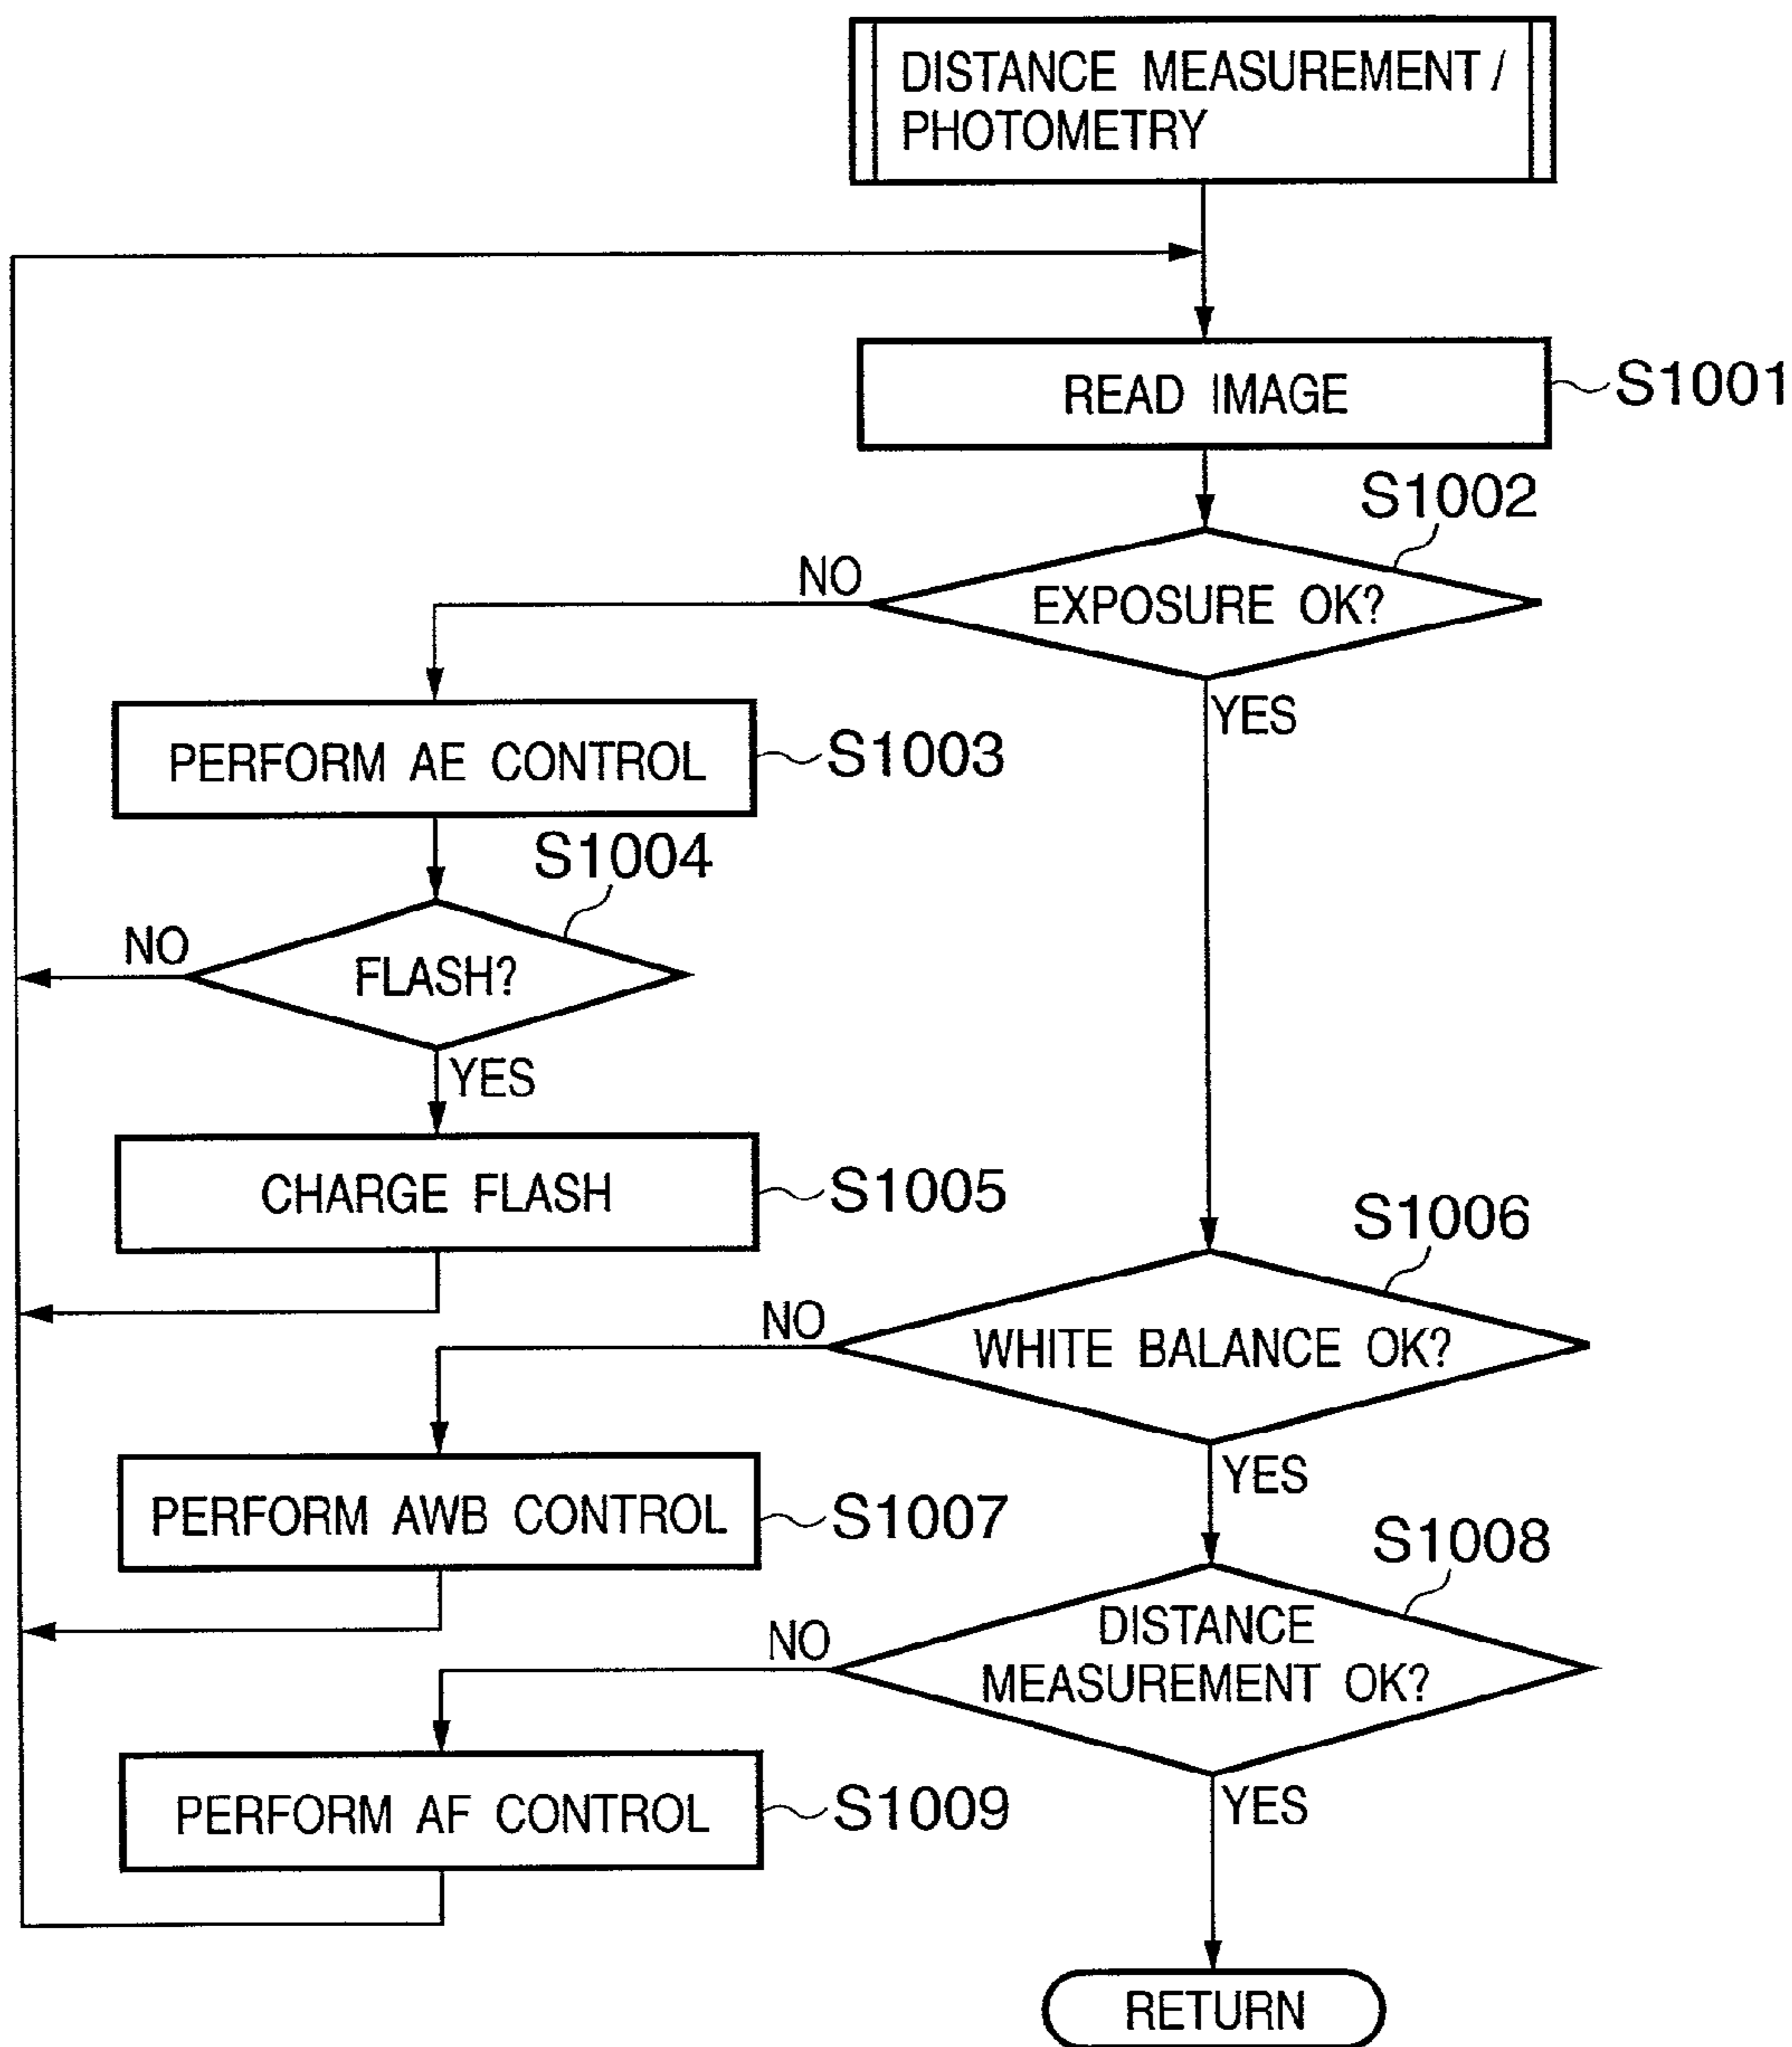 DISTANCE MEASUREMENT /
PHOTOMETRY
READ IMAGE
S1001
S1002
EXPOSURE OK?
NO
YES
PERFORM AE CONTROL
S1003
S1004
FLASH?
NO
YES
CHARGE FLASH
S1005
S1006
WHITE BALANCE OK?
NO
YES
PERFORM AWB CONTROL
S1007
S1008
DISTANCE
MEASUREMENT OK?
NO
YES
PERFORM AF CONTROL
S1009
RETURN